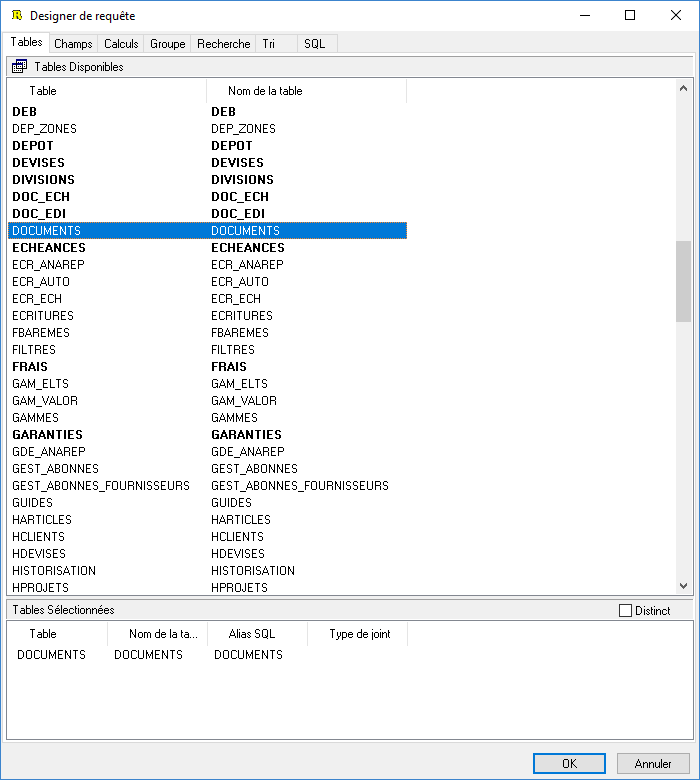 Designer de requête
Tables Champs Calculs Groupe Recherche Tri SQL
Tables Disponibles
Table Nom de la table
DEB DEB
DEP_ZONES DEP_ZONES
DEPOT DEPOT
DEVISES DEVISES
DIVISIONS DIVISIONS
DOC_ECH DOC_ECH
DOC_EDI DOC_EDI
DOCUMENTS DOCUMENTS
ECHEANCES ECHEANCES
ECR_ANAREP ECR_ANAREP
ECR_AUTO ECR_AUTO
ECR_ECH ECR_ECH
ECRITURES ECRITURES
FBAREMES FBAREMES
FILTRES FILTRES
FRAIS FRAIS
GAM_ELTS GAM_ELTS
GAM_VALOR GAM_VALOR
GAMMES GAMMES
GARANTIES GARANTIES
GDE_ANAREP GDE_ANAREP
GEST_ABONNES GEST_ABONNES
GEST_ABONNES_FOURNISSEURS GEST_ABONNES_FOURNISSEURS
GUIDES GUIDES
HARTICLES HARTICLES
HCLIENTS HCLIENTS
HDEVISES HDEVISES
HISTORISATION HISTORISATION
HPROJETS HPROJETS
Tables Sélectionnées Distinct
Table Nom de la ta... Alias SQL Type de joint
DOCUMENTS DOCUMENTS DOCUMENTS
OK Annuler